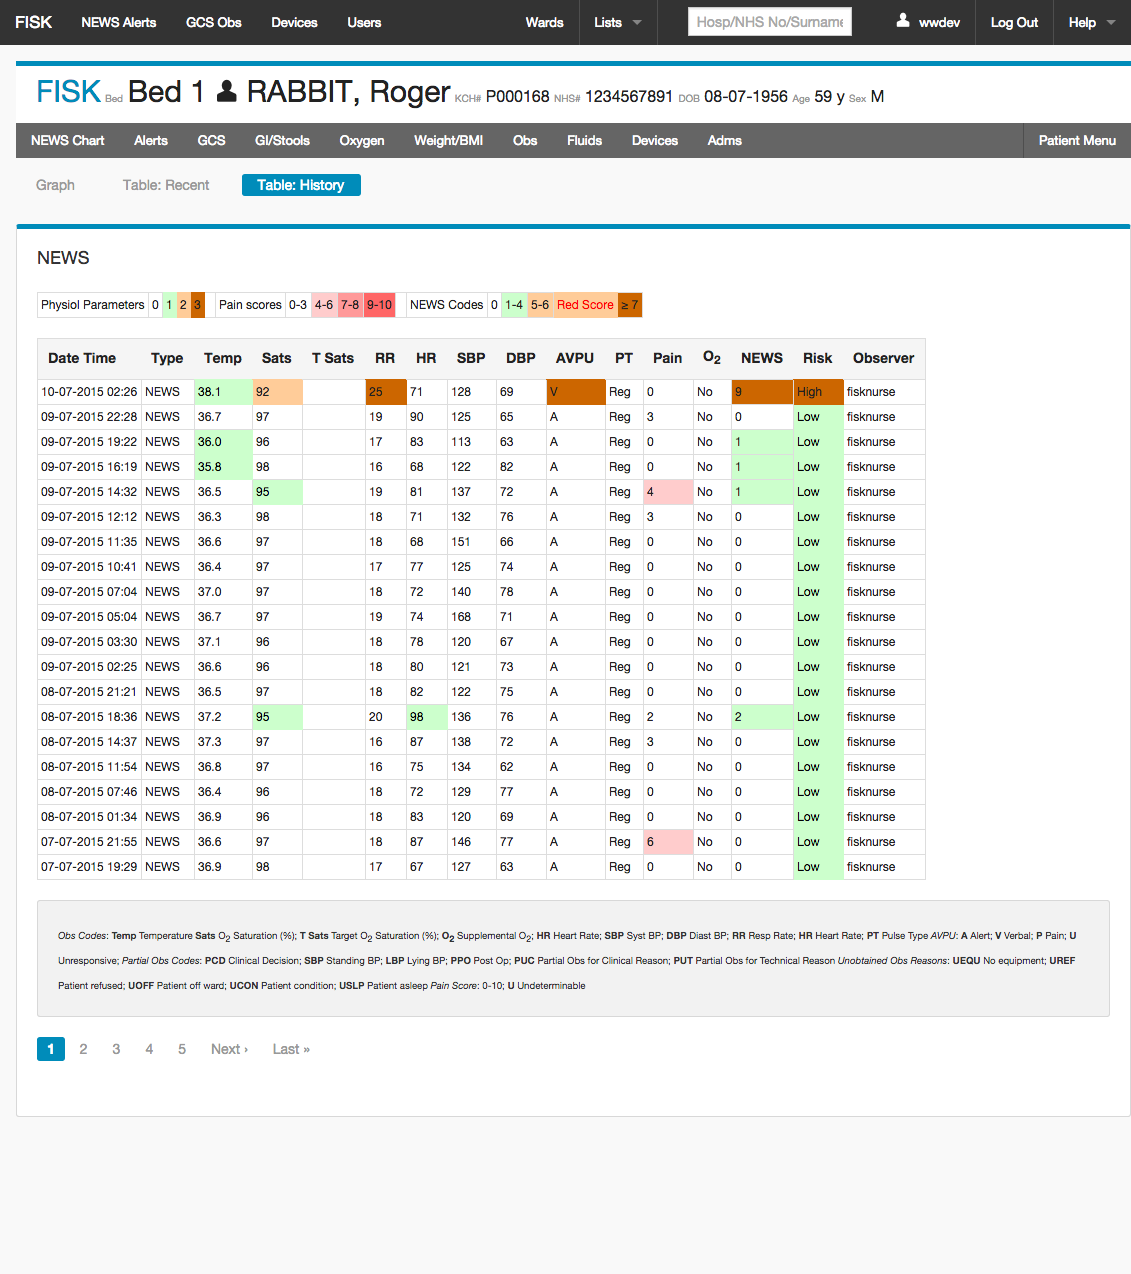 FISK NEWS Alerts GCS Obs Devices Users Wards Lists Hosp/NHS No/Surname wwdev Log Out Help
FISK Bed Bed 1 RABBIT, Roger KCH# P000168 NHS# 1234567891 DOB 08-07-1956 Age 59 y Sex M
NEWS Chart Alerts GCS GI/Stools Oxygen Weight/BMI Obs Fluids Devices Adms Patient Menu
Graph Table: Recent Table: History
NEWS
Physiol Parameters 0 1 2 3 Pain scores 0-3 4-6 7-8 9-10 NEWS Codes 0 1-4 5-6 Red Score ≥ 7
Date Time Type Temp Sats T Sats RR HR SBP DBP AVPU PT Pain O2 NEWS Risk Observer
10-07-2015 02:26 NEWS 38.1 92 25 71 128 69 V Reg 0 No 9 High fisknurse
09-07-2015 22:28 NEWS 36.7 97 19 90 125 65 A Reg 3 No 0 Low fisknurse
09-07-2015 19:22 NEWS 36.0 96 17 83 113 63 A Reg 0 No 1 Low fisknurse
09-07-2015 16:19 NEWS 35.8 98 16 68 122 82 A Reg 0 No 1 Low fisknurse
09-07-2015 14:32 NEWS 36.5 95 19 81 137 72 A Reg 4 No 1 Low fisknurse
09-07-2015 12:12 NEWS 36.3 98 18 71 132 76 A Reg 3 No 0 Low fisknurse
09-07-2015 11:35 NEWS 36.6 97 18 68 151 66 A Reg 0 No 0 Low fisknurse
09-07-2015 10:41 NEWS 36.4 97 17 77 125 74 A Reg 0 No 0 Low fisknurse
09-07-2015 07:04 NEWS 37.0 97 18 72 140 78 A Reg 0 No 0 Low fisknurse
09-07-2015 05:04 NEWS 36.7 97 19 74 168 71 A Reg 0 No 0 Low fisknurse
09-07-2015 03:30 NEWS 37.1 96 18 78 120 67 A Reg 0 No 0 Low fisknurse
09-07-2015 02:25 NEWS 36.6 96 18 80 121 73 A Reg 0 No 0 Low fisknurse
08-07-2015 21:21 NEWS 36.5 97 18 82 122 75 A Reg 0 No 0 Low fisknurse
08-07-2015 18:36 NEWS 37.2 95 20 98 136 76 A Reg 2 No 2 Low fisknurse
08-07-2015 14:37 NEWS 37.3 97 16 87 138 72 A Reg 3 No 0 Low fisknurse
08-07-2015 11:54 NEWS 36.8 97 16 75 134 62 A Reg 0 No 0 Low fisknurse
08-07-2015 07:46 NEWS 36.4 96 18 72 129 77 A Reg 0 No 0 Low fisknurse
08-07-2015 01:34 NEWS 36.9 96 18 83 120 69 A Reg 0 No 0 Low fisknurse
07-07-2015 21:55 NEWS 36.6 97 18 87 146 77 A Reg 6 No 0 Low fisknurse
07-07-2015 19:29 NEWS 36.9 98 17 67 127 63 A Reg 0 No 0 Low fisknurse
Obs Codes: Temp Temperature Sats O2 Saturation (%); T Sats Target O2 Saturation (%); O2 Supplemental O2; HR Heart Rate; SBP Syst BP; DBP Diast BP; RR Resp Rate; HR Heart Rate; PT Pulse Type AVPU: A Alert; V Verbal; P Pain; U
Unresponsive; Partial Obs Codes: PCD Clinical Decision; SBP Standing BP; LBP Lying BP; PPO Post Op; PUC Partial Obs for Clinical Reason; PUT Partial Obs for Technical Reason Unobtained Obs Reasons: UEQU No equipment; UREF
Patient refused; UOFF Patient off ward; UCON Patient condition; USLP Patient asleep Pain Score: 0-10; U Undeterminable
1 2 3 4 5 Next › Last »